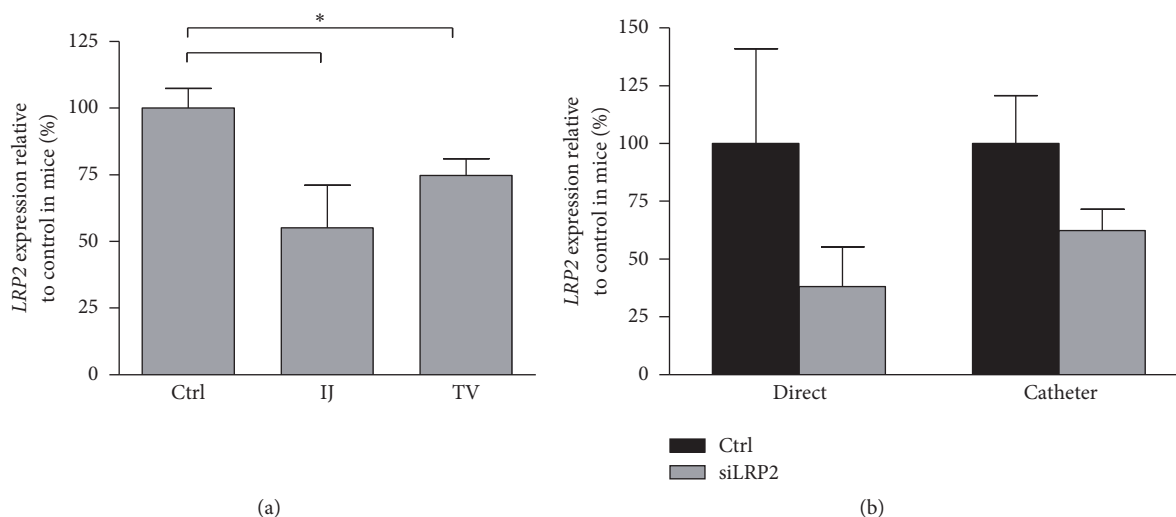 *
125
100
75
50
25
0
LRP2 expression relative
to control in mice (%)
Ctrl IJ TV
(a)
150
125
100
75
50
25
0
LRP2 expression relative
to control in mice (%)
Direct Catheter
Ctrl
siLRP2
(b)